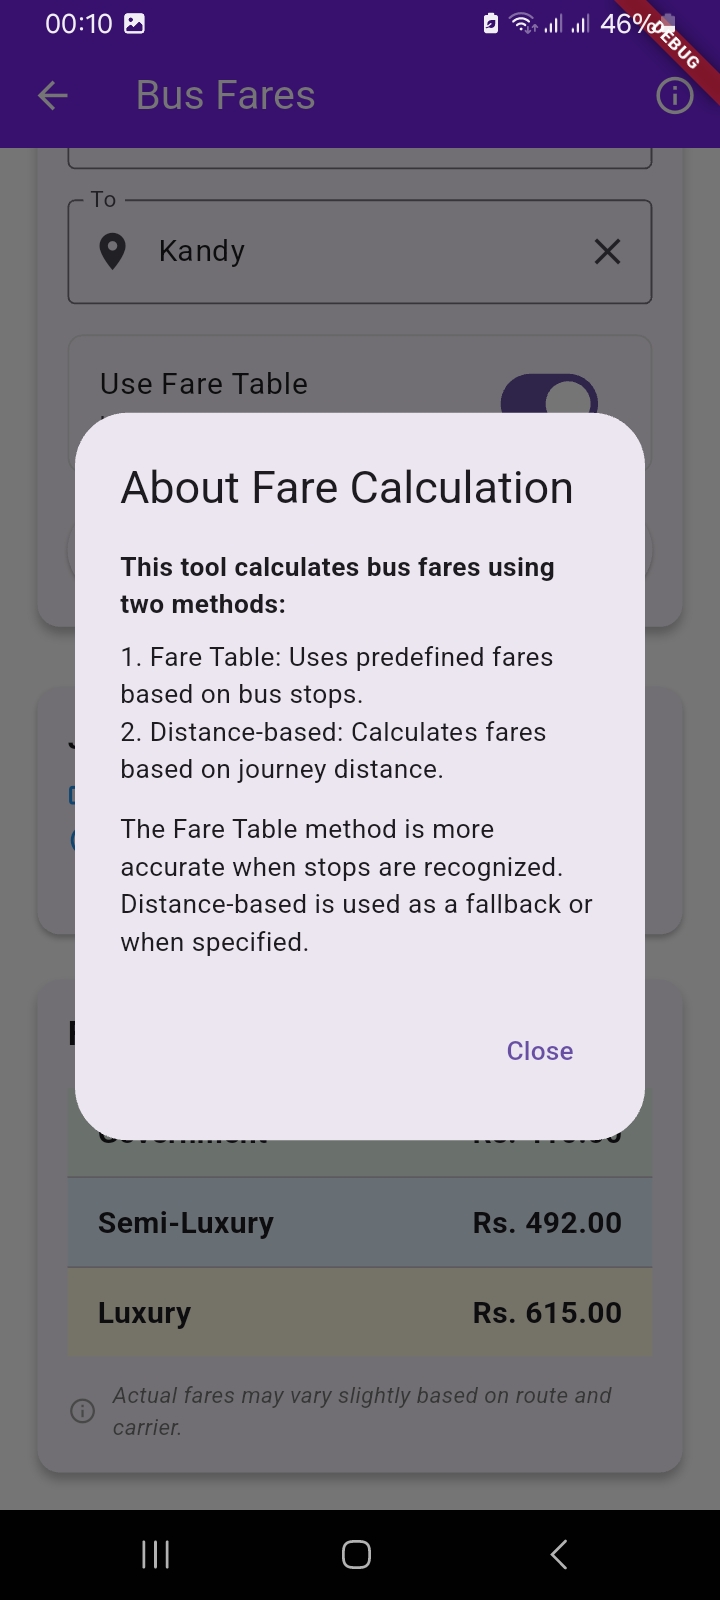 00:10
46%
DEBUG
Bus Fares
To
Kandy
Use Fare Table
About Fare Calculation
This tool calculates bus fares using
two methods:
1. Fare Table: Uses predefined fares
based on bus stops.
2. Distance-based: Calculates fares
based on journey distance.
The Fare Table method is more
accurate when stops are recognized.
Distance-based is used as a fallback or
when specified.
Close
Government Rs.
Semi-Luxury Rs. 492.00
Luxury Rs. 615.00
Actual fares may vary slightly based on route and
carrier.